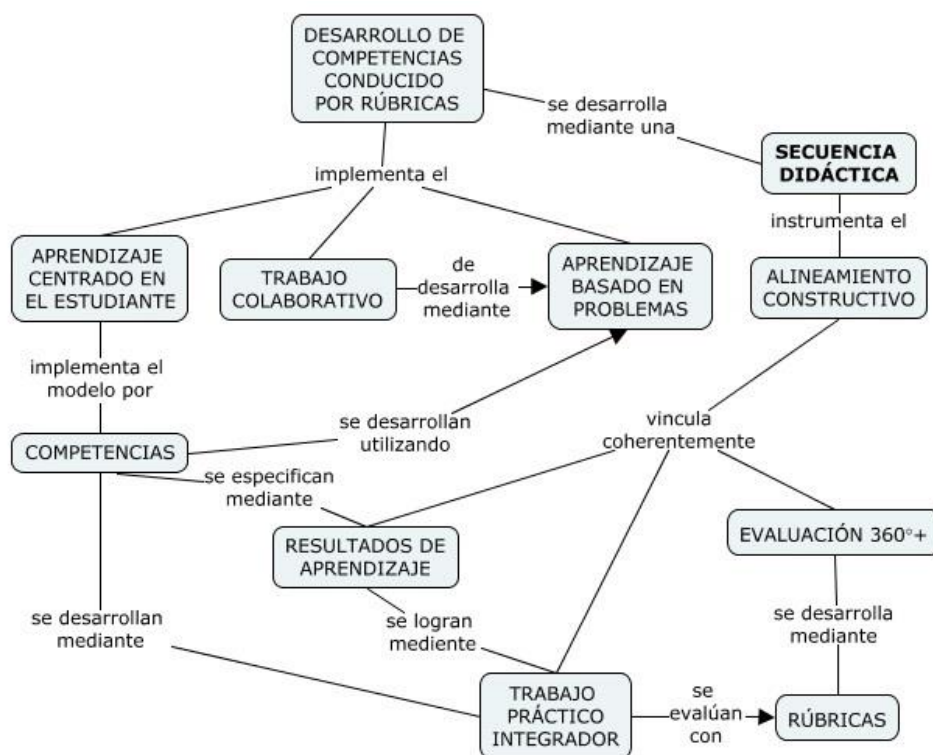 DESARROLLO DE
COMPETENCIAS
CONDUCIDO
POR RÚBRICAS
se desarrolla
mediante una
SECUENCIA
DIDÁCTICA
implementa el
instrumenta el
APRENDIZAJE
CENTRADO EN
EL ESTUDIANTE
TRABAJO
COLABORATIVO
de
desarrolla
mediante
APRENDIZAJE
BASADO EN
PROBLEMAS
ALINEAMIENTO
CONSTRUCTIVO
implementa el
modelo por
se desarrollan
utilizando
vincula
coherentemente
COMPETENCIAS
se especifican
mediante
RESULTADOS DE
APRENDIZAJE
EVALUACIÓN 360°+
se desarrollan
mediante
se logran
mediente
se desarrolla
mediante
TRABAJO
PRÁCTICO
INTEGRADOR
se
evalúan
con
RÚBRICAS